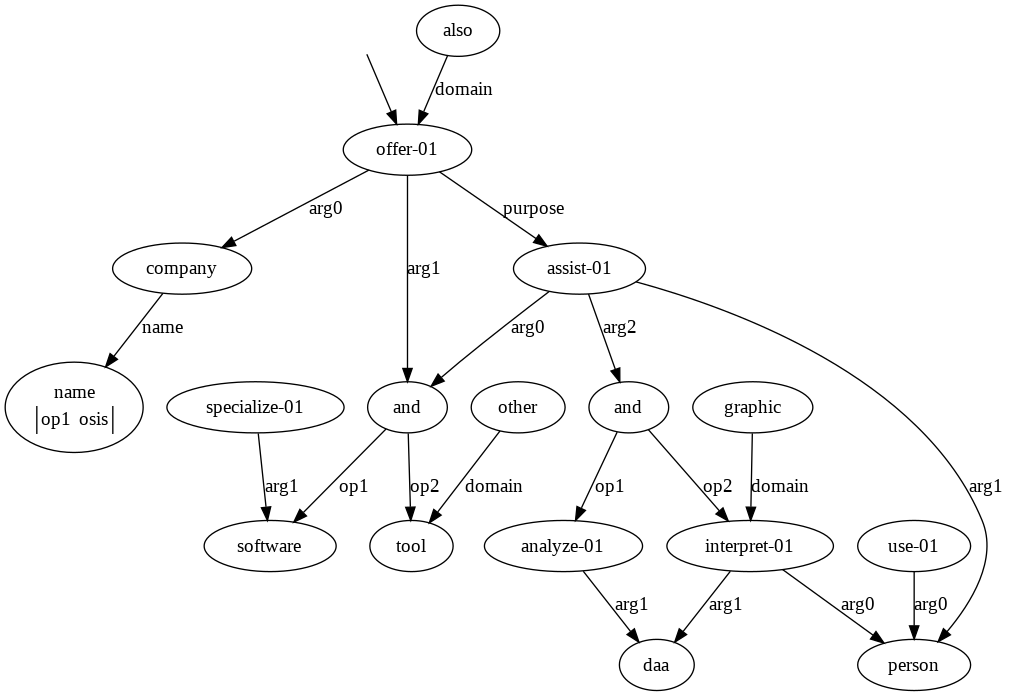 also
domain
offer-01
arg0
purpose
company
arg1
assist-01
name
arg0
arg2
name
op1 osis
specialize-01
and
other
and
graphic
arg1
op1
op2
domain
op1
op2
domain
arg1
software
tool
analyze-01
interpret-01
use-01
arg1
arg1
arg0
arg0
daa
person